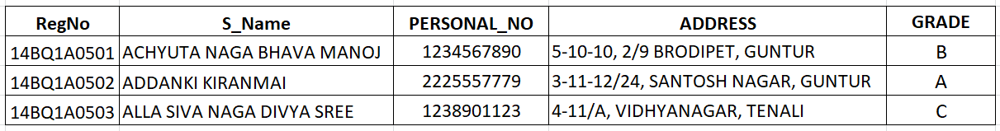 RegNo S_Name PERSONAL_NO ADDRESS GRADE
14BQ1A0501 ACHYUTA NAGA BHAVA MANOJ 1234567890 5-10-10, 2/9 BRODIPET, GUNTUR B
14BQ1A0502 ADDANKI KIRANMAI 2225557779 3-11-12/24, SANTOSH NAGAR, GUNTUR A
14BQ1A0503 ALLA SIVA NAGA DIVYA SREE 1238901123 4-11/A, VIDHYANAGAR, TENALI C